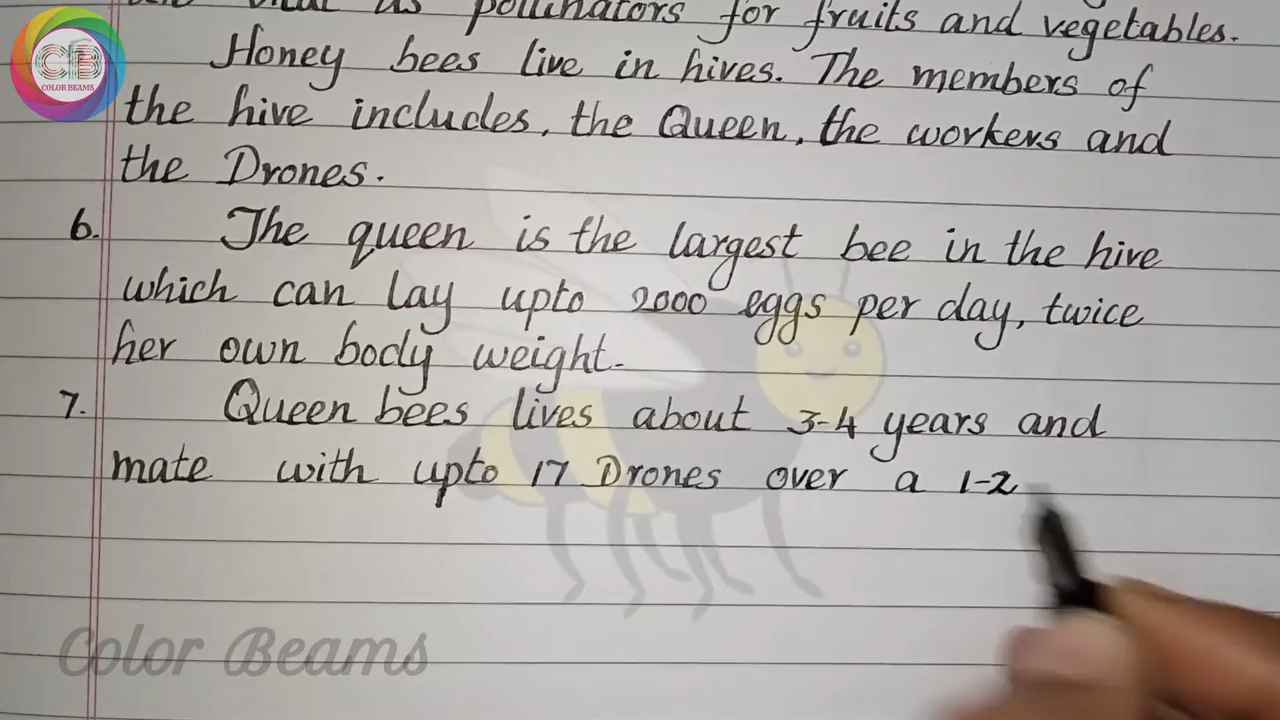 vital as pollinators for fruits and vegetables.
Honey bees live in hives. The members of
the hive includes, the Queen, the workers and
the Drones.
6. The queen is the largest bee in the hive
which can lay upto 2000 eggs per day, twice
her own body weight.
7. Queen bees lives about 3-4 years and
mate with upto 17 Drones over a 1-2
CB
COLOR BEAMS
Color Beams